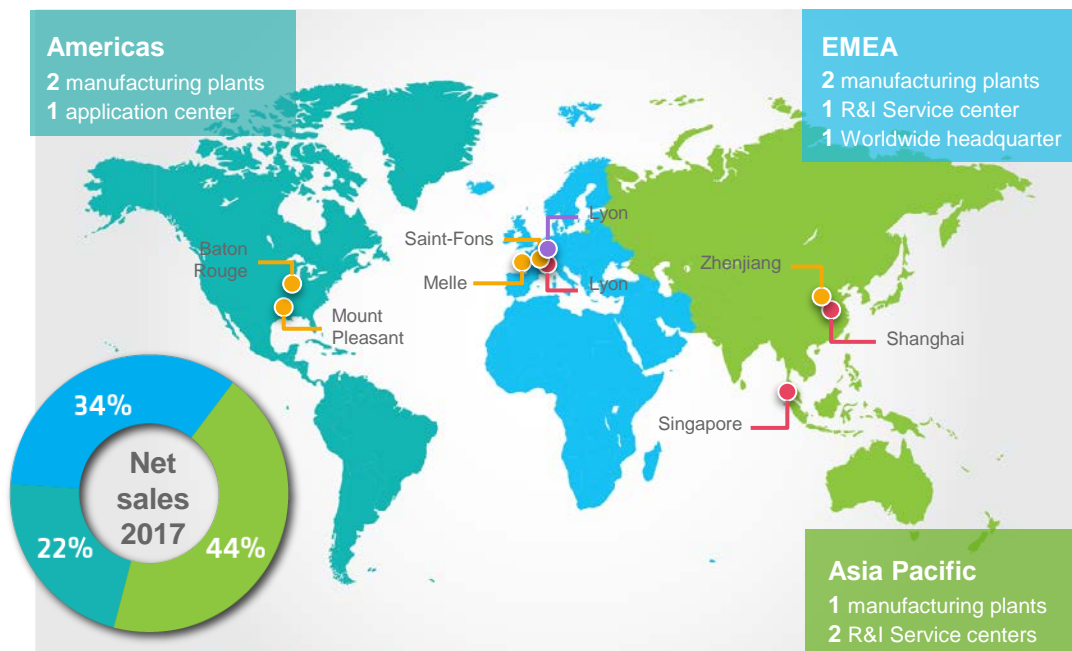 Americas
2 manufacturing plants
1 application center
EMEA
2 manufacturing plants
1 R&I Service center
1 Worldwide headquarter
Lyon
Saint-Fons
Baton
Rouge
Melle
Lyon
Zhenjiang
Mount
Pleasant
Shanghai
Singapore
34%
Net
sales
2017
22%
44%
Asia Pacific
1 manufacturing plants
2 R&I Service centers